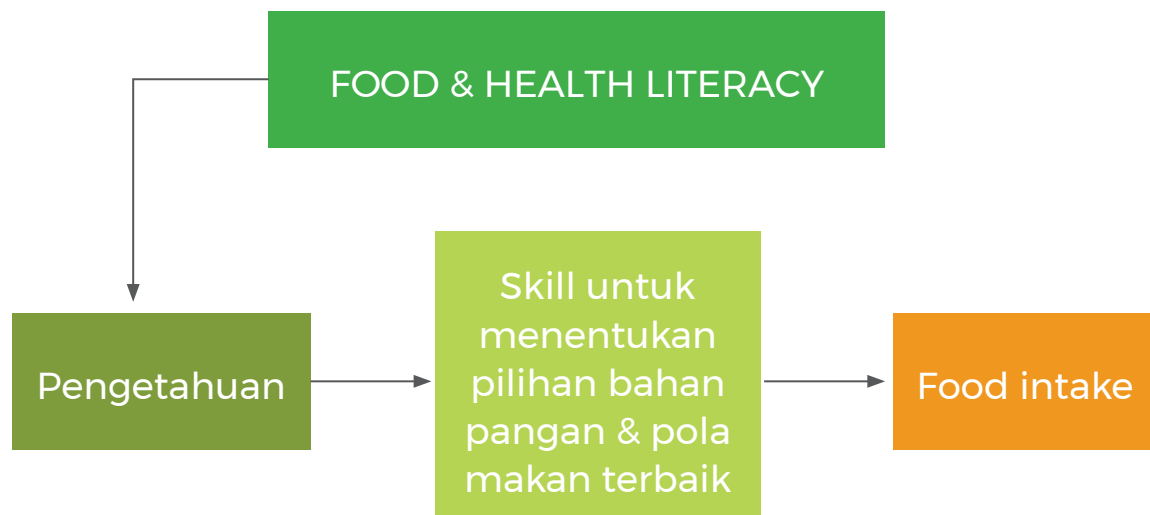 FOOD & HEALTH LITERACY
Pengetahuan
Skill untuk
menentukan
pilihan bahan
pangan & pola
makan terbaik
Food intake